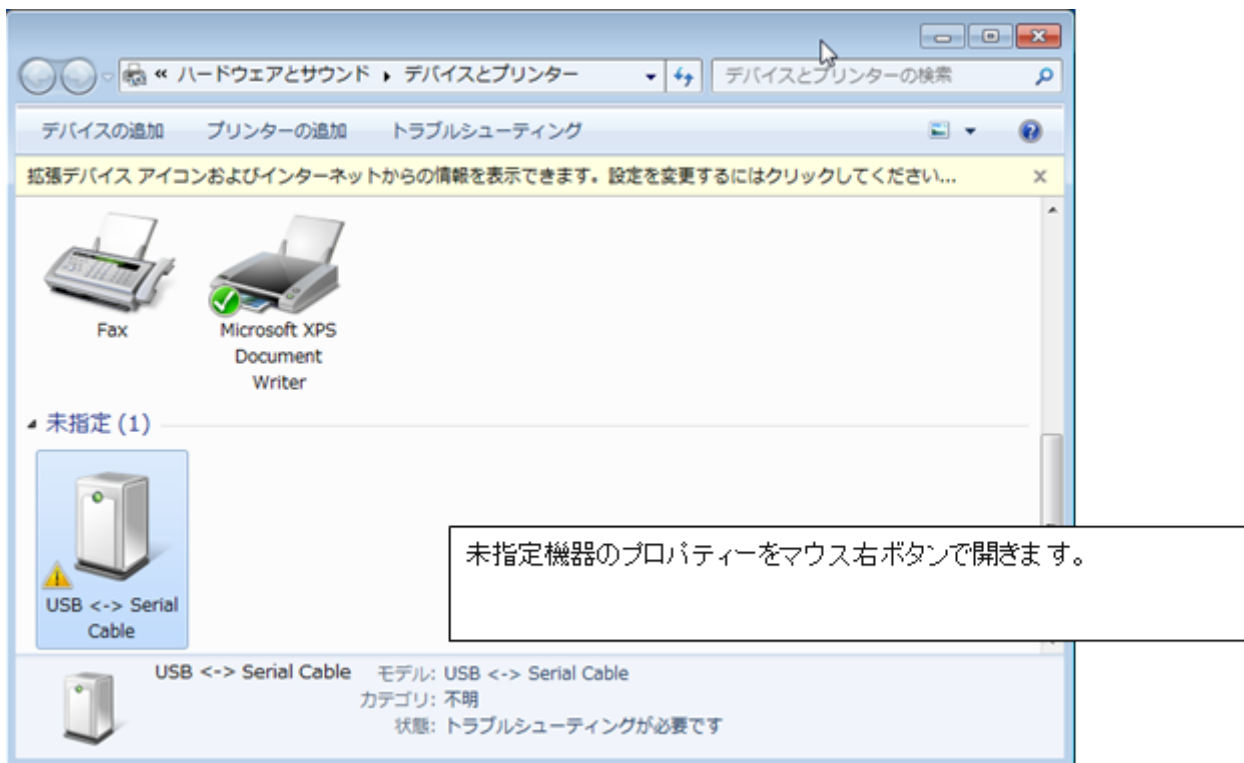 « ハードウェアとサウンド ▸ デバイスとプリンター
デバイスとプリンターの検索
デバイスの追加 プリンターの追加 トラブルシューティング
拡張デバイス アイコンおよびインターネットからの情報を表示できます。設定を変更するにはクリックしてください...
Fax
Microsoft XPS
Document
Writer
未指定 (1)
USB <-> Serial
Cable
未指定機器のプロパティーをマウス右ボタンで開きます。
USB <-> Serial Cable モデル: USB <-> Serial Cable
カテゴリ: 不明
状態: トラブルシューティングが必要です